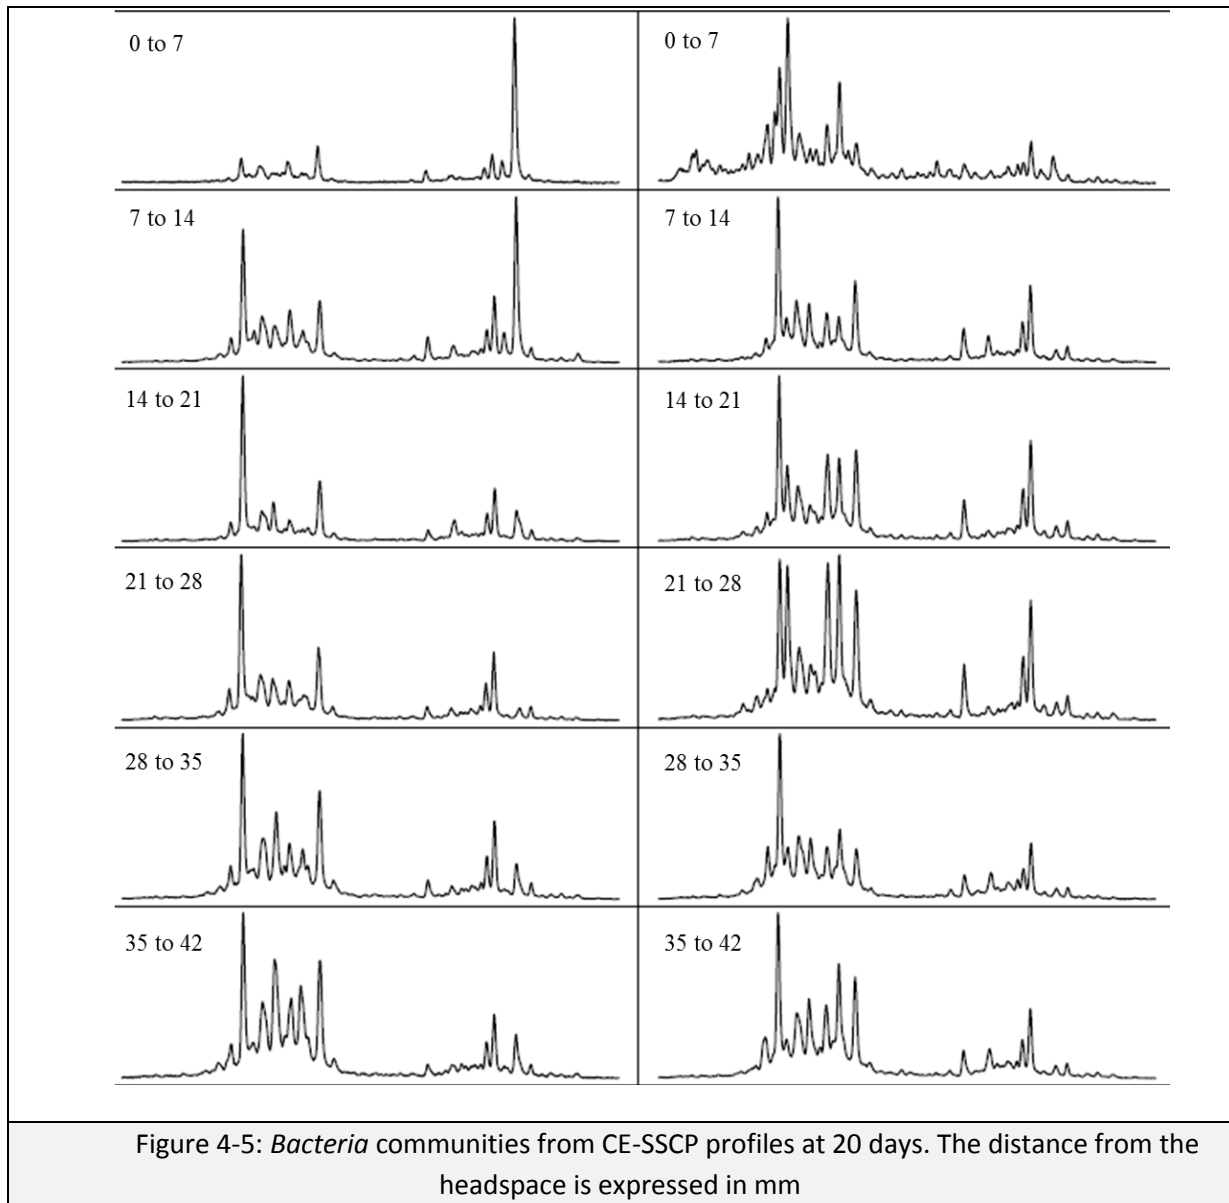 0 to 7
0 to 7
7 to 14
7 to 14
14 to 21
14 to 21
21 to 28
21 to 28
28 to 35
28 to 35
35 to 42
35 to 42
Figure 4-5: Bacteria communities from CE-SSCP profiles at 20 days. The distance from the
headspace is expressed in mm